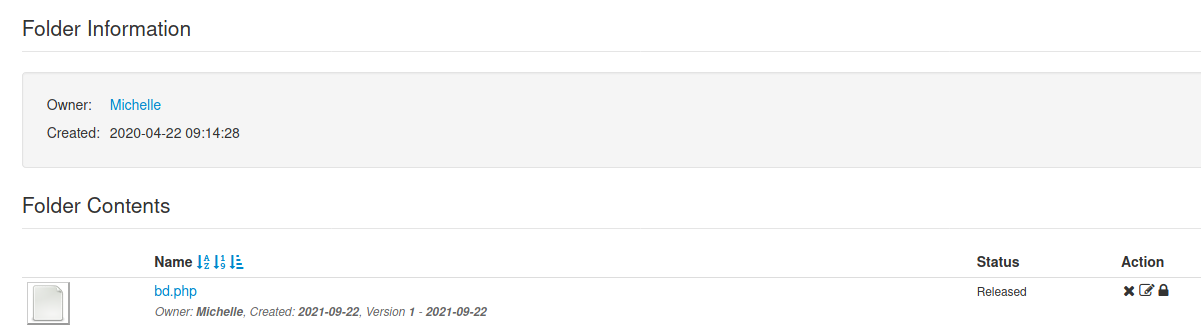 Folder Information
Owner: Michelle
Created: 2020-04-22 09:14:28
Folder Contents
Name Status Action
bd.php Released
Owner: Michelle, Created: 2021-09-22, Version 1 - 2021-09-22